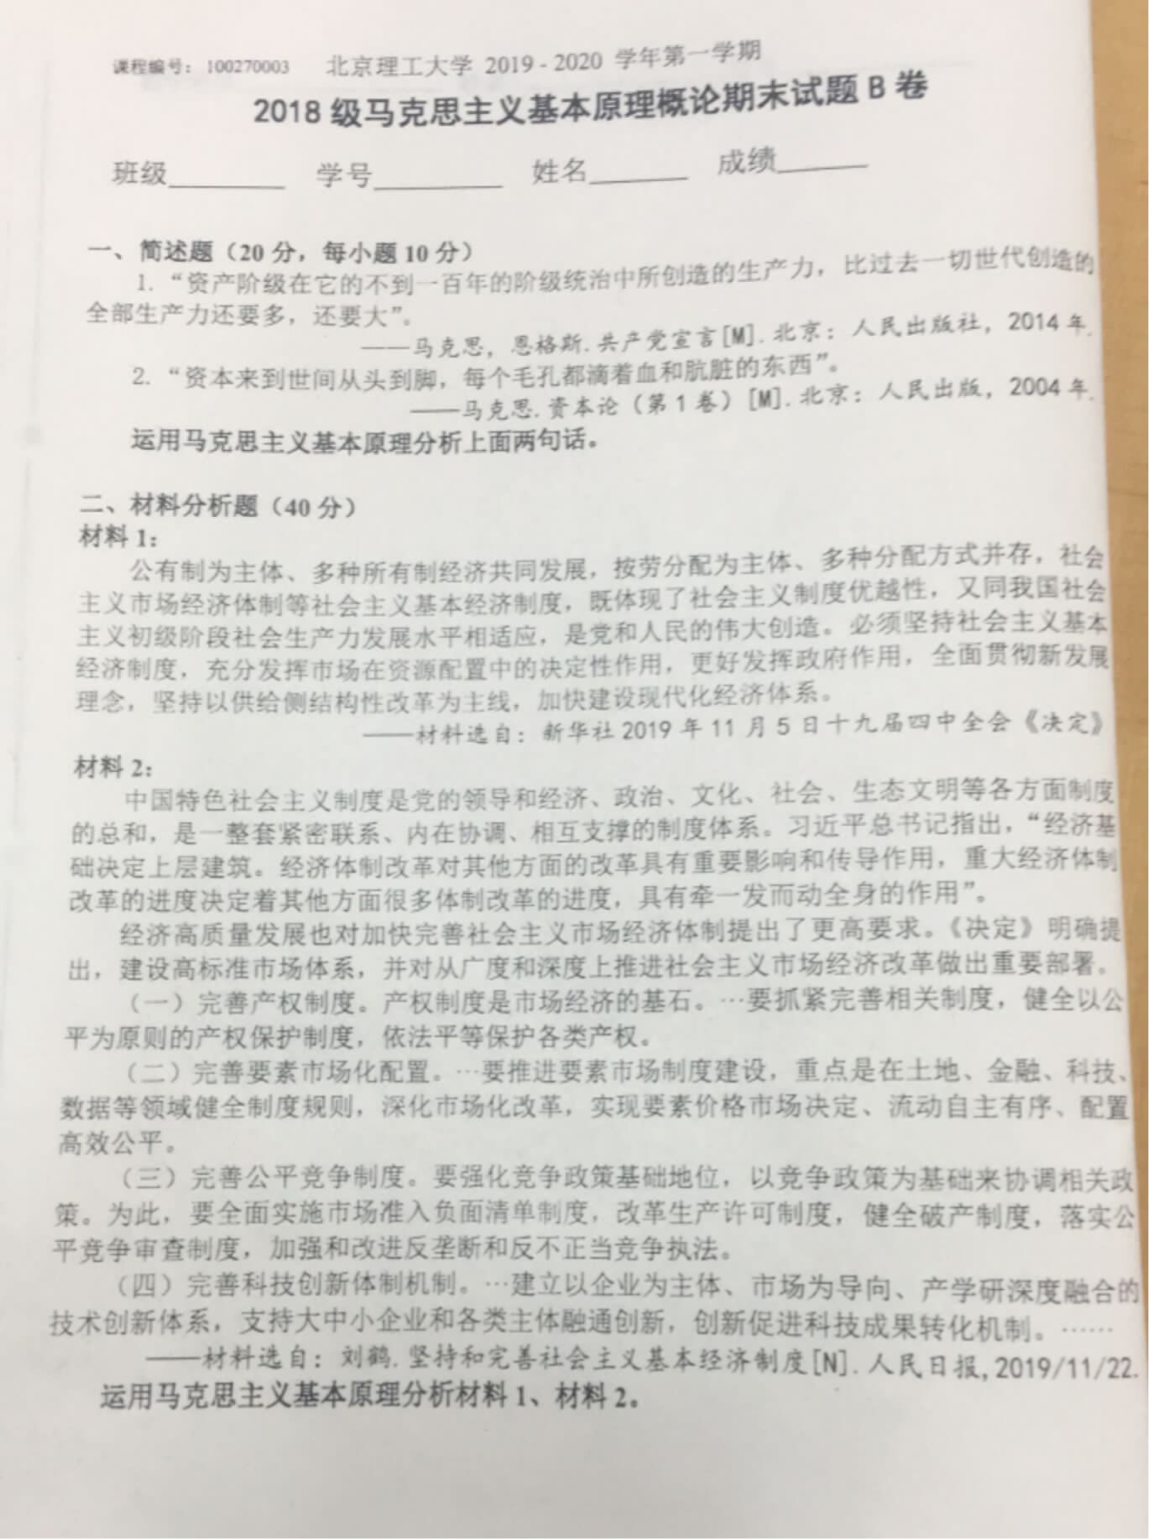 课程编号： 100270003 北京理工大学 2019 - 2020 学年第一学期
2018 级马克思主义基本原理概论期末试题 B 卷
班级________ 学号________ 姓名________ 成绩________
一、简述题（20 分，每小题 10 分）
1. “资产阶级在它的不到一百年的阶级统治中所创造的生产力，比过去一切世代创造的
全部生产力还要多，还要大”。
——马克思，恩格斯.共产党宣言[M].北京：人民出版社，2014 年.
2. “资本来到世间从头到脚，每个毛孔都滴着血和肮脏的东西”。
——马克思.资本论（第 1 卷）[M].北京：人民出版，2004 年.
运用马克思主义基本原理分析上面两句话。
二、材料分析题（40 分）
材料 1：
公有制为主体、多种所有制经济共同发展，按劳分配为主体、多种分配方式并存，社会
主义市场经济体制等社会主义基本经济制度，既体现了社会主义制度优越性，又同我国社会
主义初级阶段社会生产力发展水平相适应，是党和人民的伟大创造。必须坚持社会主义基本
经济制度，充分发挥市场在资源配置中的决定性作用，更好发挥政府作用，全面贯彻新发展
理念，坚持以供给侧结构性改革为主线，加快建设现代化经济体系。
——材料选自：新华社 2019 年 11 月 5 日十九届四中全会《决定》
材料 2：
中国特色社会主义制度是党的领导和经济、政治、文化、社会、生态文明等各方面制度
的总和，是一整套紧密联系、内在协调、相互支撑的制度体系。习近平总书记指出，“经济基
础决定上层建筑。经济体制改革对其他方面的改革具有重要影响和传导作用，重大经济体制
改革的进度决定着其他方面很多体制改革的进度，具有牵一发而动全身的作用”。
经济高质量发展也对加快完善社会主义市场经济体制提出了更高要求。《决定》明确提
出，建设高标准市场体系，并对从广度和深度上推进社会主义市场经济改革做出重要部署。
（一）完善产权制度。产权制度是市场经济的基石。…要抓紧完善相关制度，健全以公
平为原则的产权保护制度，依法平等保护各类产权。
（二）完善要素市场化配置。…要推进要素市场制度建设，重点是在土地、金融、科技、
数据等领域健全制度规则，深化市场化改革，实现要素价格市场决定、流动自主有序、配置
高效公平。
（三）完善公平竞争制度。要强化竞争政策基础地位，以竞争政策为基础来协调相关政
策。为此，要全面实施市场准入负面清单制度，改革生产许可制度，健全破产制度，落实公
平竞争审查制度，加强和改进反垄断和反不正当竞争执法。
（四）完善科技创新体制机制。…建立以企业为主体、市场为导向、产学研深度融合的
技术创新体系，支持大中小企业和各类主体融通创新，创新促进科技成果转化机制。……
——材料选自：刘鹤.坚持和完善社会主义基本经济制度[N].人民日报,2019/11/22.
运用马克思主义基本原理分析材料 1、材料 2。